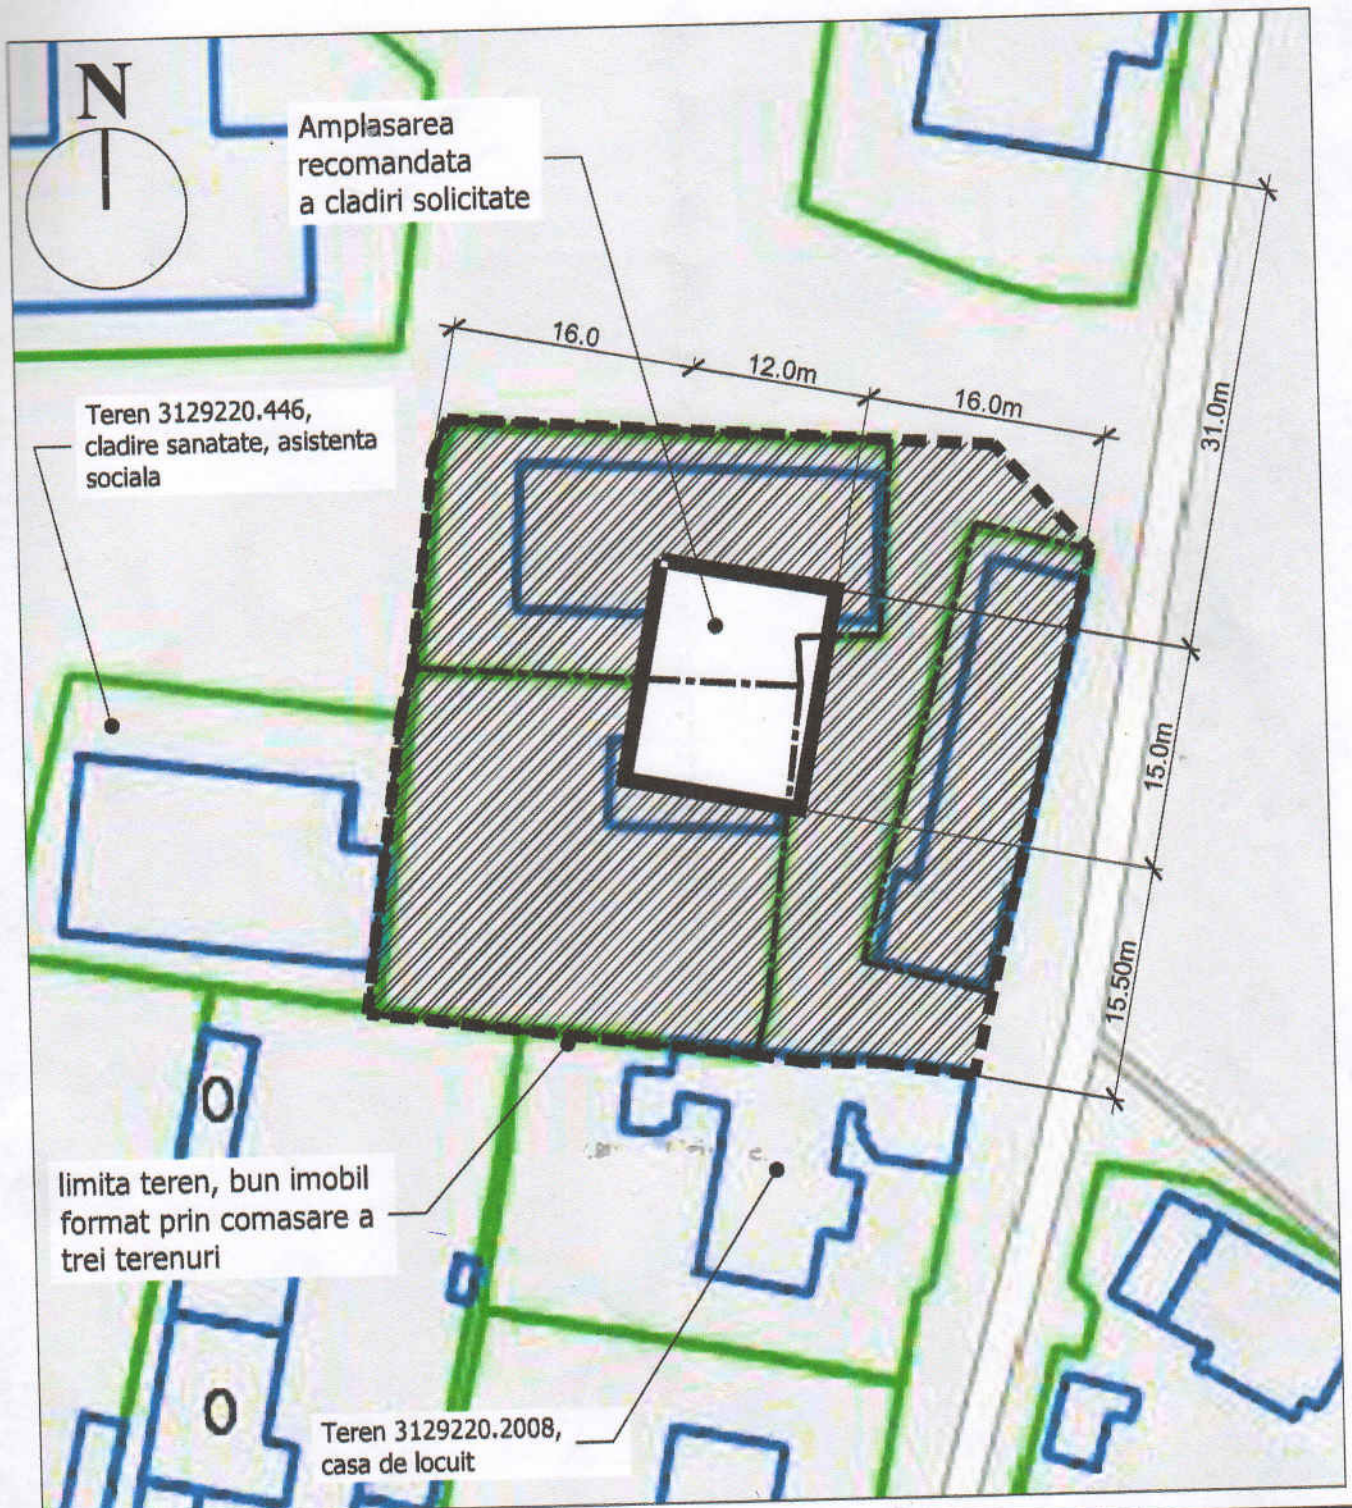 N
Amplasarea
recomandata
a cladiri solicitate
16.0
12.0m
16.0m
31.0m
Teren 3129220.446,
cladire sanatate, asistenta
sociala
15.0m
15.50m
O
limita teren, bun imobil
format prin comasare a
trei terenuri
O
Teren 3129220.2008,
casa de locuit